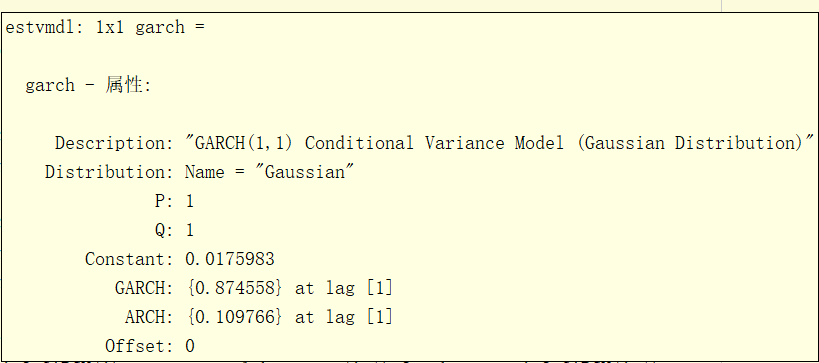 estvmdl: 1x1 garch =
garch - 属性:
Description: "GARCH(1,1) Conditional Variance Model (Gaussian Distribution)"
Distribution: Name = "Gaussian"
P: 1
Q: 1
Constant: 0.0175983
GARCH: {0.874558} at lag [1]
ARCH: {0.109766} at lag [1]
Offset: 0